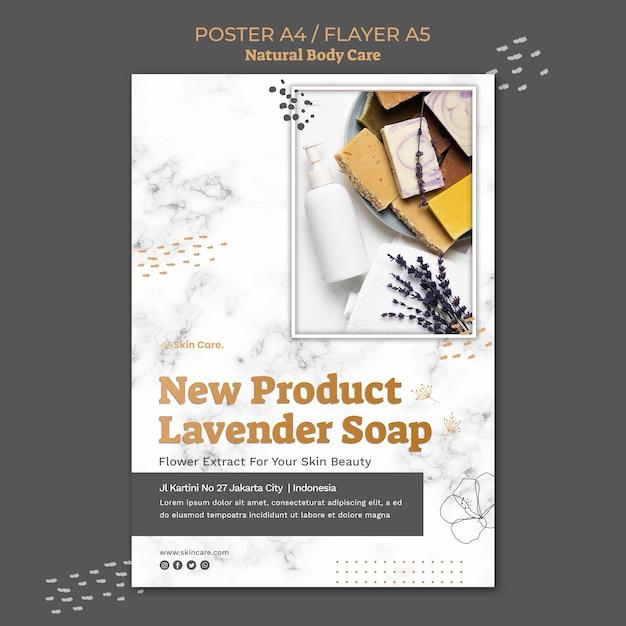 POSTER A4 / FLAYER A5
Natural Body Care
Skin Care.
New Product
Lavender Soap
Flower Extract For Your Skin Beauty
Jl Kartini No 27 Jakarta City | Indonesia
Lorem ipsum dolor sit amet, consecteturat adipiscing elit, sed
do eiusmod tempoatra incididunt ut labore et dolore magna
www.skincare.com